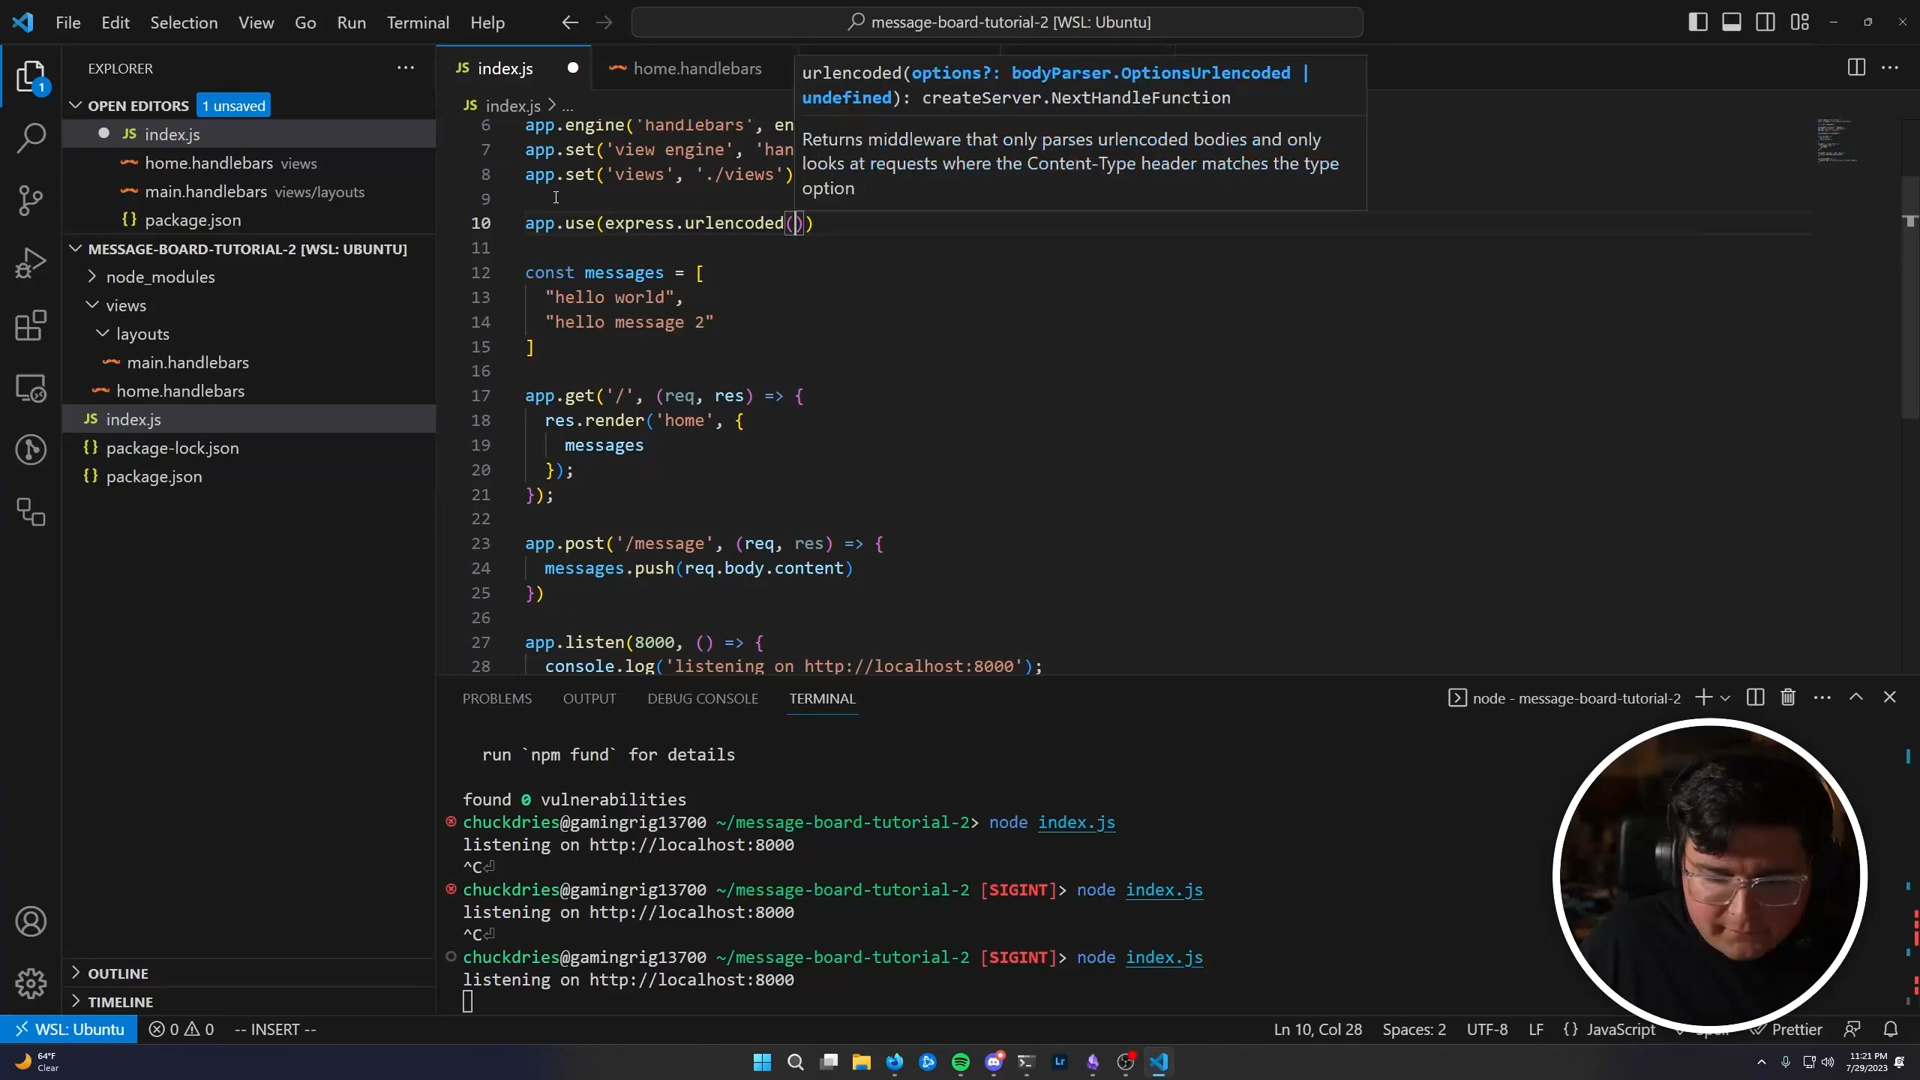 File Edit Selection View Go Run Terminal Help
message-board-tutorial-2 [WSL: Ubuntu]
EXPLORER
OPEN EDITORS 1 unsaved
index.js
home.handlebars views
main.handlebars views/layouts
package.json
MESSAGE-BOARD-TUTORIAL-2 [WSL: UBUNTU]
node_modules
views
layouts
main.handlebars
home.handlebars
JS index.js
package-lock.json
package.json
OUTLINE
TIMELINE
JS index.js
home.handlebars
JS index.js > ...
urlencoded(options?: bodyParser.OptionsUrlencoded |
undefined): createServer.NextHandleFunction
Returns middleware that only parses urlencoded bodies and only
looks at requests where the Content-Type header matches the type
option
6 app.engine('handlebars', en
7 app.set('view engine', 'han
8 app.set('views', './views')
9
10 app.use(express.urlencoded())
11
12 const messages = [
13 "hello world",
14 "hello message 2"
15 ]
16
17 app.get('/', (req, res) => {
18 res.render('home', {
19 messages
20 });
21 });
22
23 app.post('/message', (req, res) => {
24 messages.push(req.body.content)
25 })
26
27 app.listen(8000, () => {
28 console.log('listening on http://localhost:8000');
PROBLEMS OUTPUT DEBUG CONSOLE TERMINAL
node - message-board-tutorial-2
run `npm fund` for details
found 0 vulnerabilities
chuckdries@gamingrig13700 ~/message-board-tutorial-2> node index.js
listening on http://localhost:8000
^C⏎
chuckdries@gamingrig13700 ~/message-board-tutorial-2 [SIGINT]> node index.js
listening on http://localhost:8000
^C⏎
chuckdries@gamingrig13700 ~/message-board-tutorial-2 [SIGINT]> node index.js
listening on http://localhost:8000
WSL: Ubuntu 0 0 -- INSERT --
Ln 10, Col 28 Spaces: 2 UTF-8 LF {} JavaScript Prettier
64°F
Clear
Lr
11:21 PM
7/29/2023